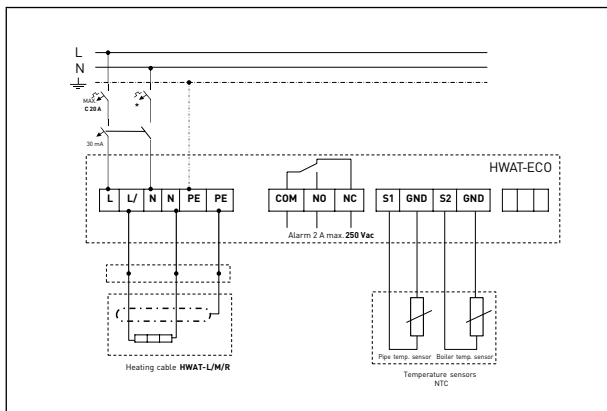 L
N
MAX.
C 20 A
*
30 mA
HWAT-ECO
L L/ N N PE PE
COM NO NC
S1 GND S2 GND
Alarm 2 A max. 250 Vac
Pipe temp. sensor Boiler temp. sensor
Heating cable HWAT-L/M/R
Temperature sensors
NTC